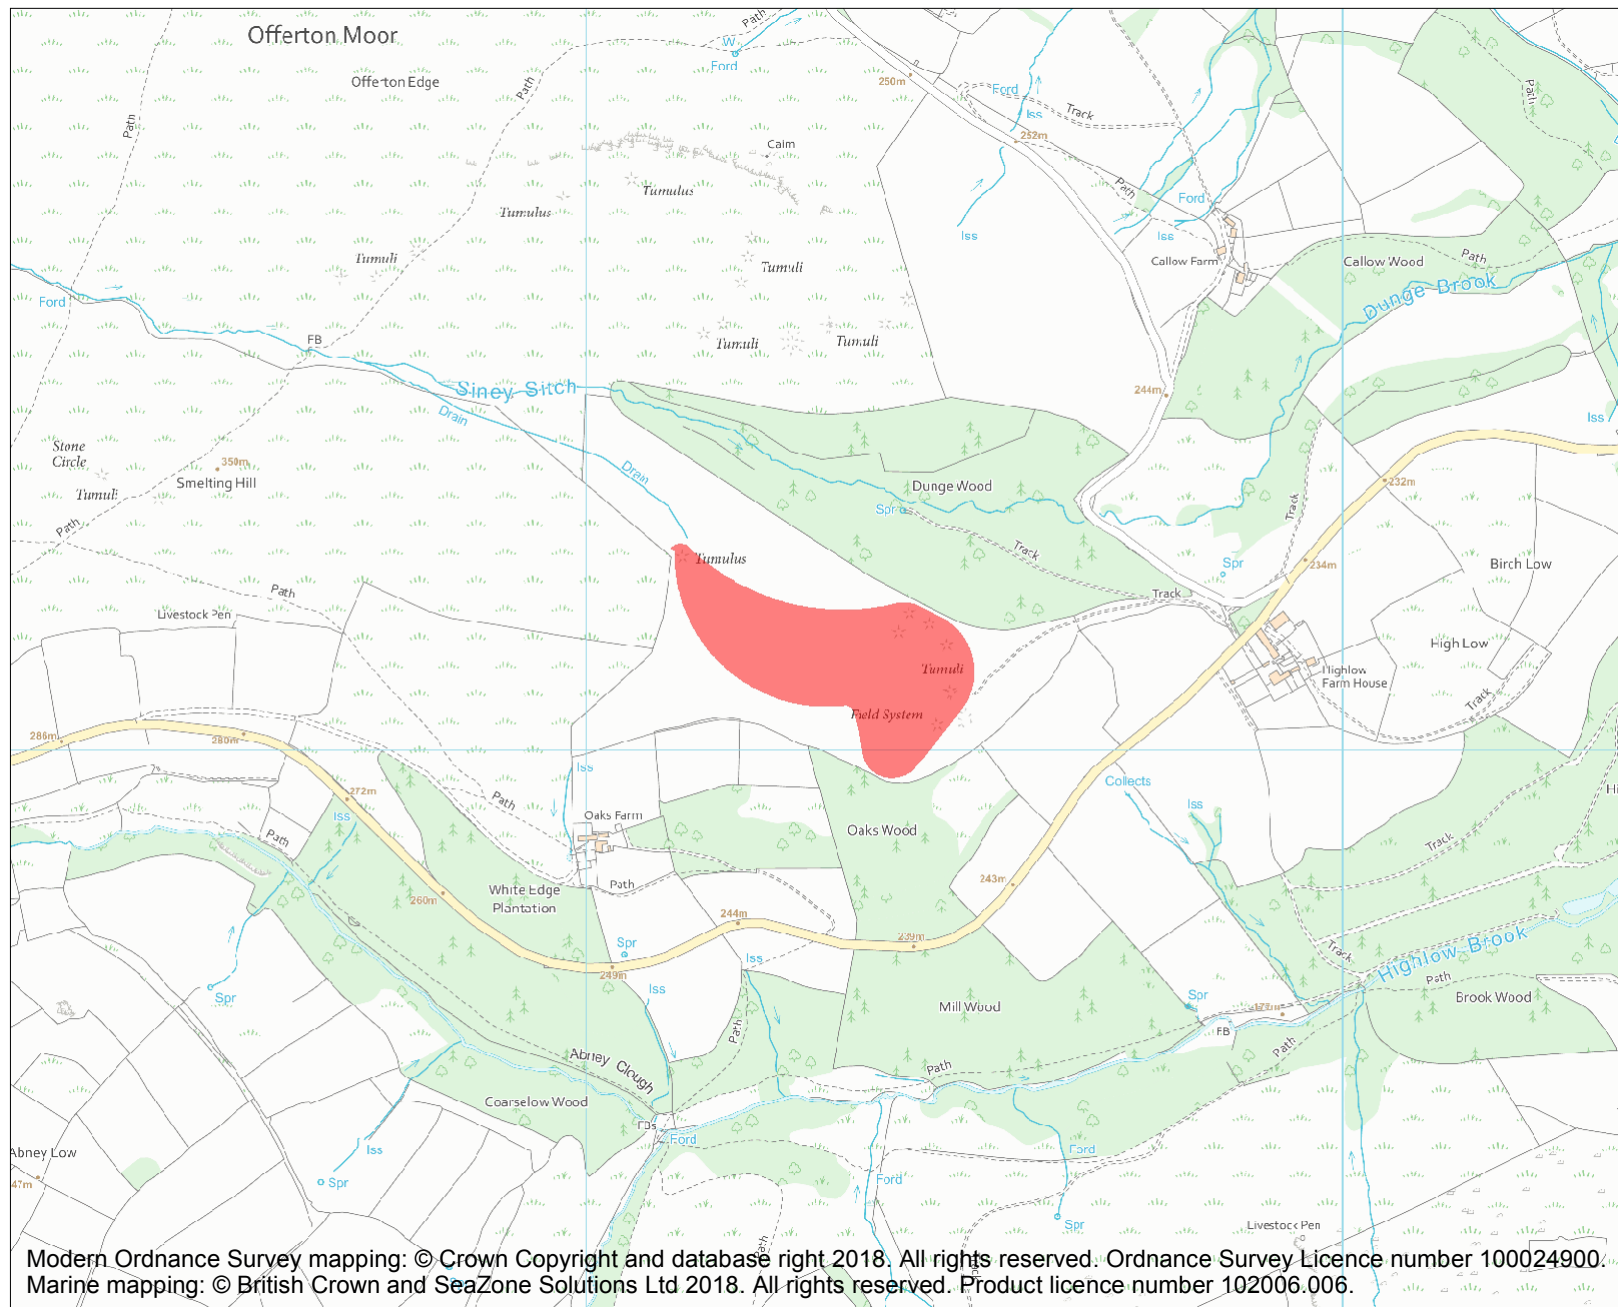 Offerton Moor
Offerton Edge
Path
Path
Path
W
Ford
250m
Ford
Iss
Track
252m
Cairn
Tumulus
Tumulus
Tumuli
Tumuli
Tumuli
Tumuli
Path
Ford
Iss
Iss
Callow Farm
Callow Wood
Path
Dunge Brook
Path
Ford
FB
Siney Sitch
Drain
Drain
244m
Iss
Stone
Circle
350m
Smelting Hill
Tumuli
Path
Dunge Wood
Spr
Track
Track
232m
Spr
234m
Birch Low
Tumulus
Track
Path
Livestock Pen
High Low
Highlow
Farm House
Tumuli
Field System
Track
286m
280m
272m
Iss
Iss
Path
Path
Oaks Farm
Oaks Wood
Collects
Iss
Track
White Edge
Plantation
Path
260m
243m
244m
239m
Spr
249m
Iss
Iss
Highlow Brook
Track
Path
Spr
Spr
177m
FB
Brook Wood
Mill Wood
Path
Path
Path
Abney Clough
Coarselow Wood
FBs
Ford
Ford
Ford
Iss
Spr
Abney Low
47m
Spr
Livestock Pen
Path
Modern Ordnance Survey mapping: © Crown Copyright and database right 2018. All rights reserved. Ordnance Survey Licence number 100024900.
Marine mapping: © British Crown and SeaZone Solutions Ltd 2018. All rights reserved. Product licence number 102006.006.